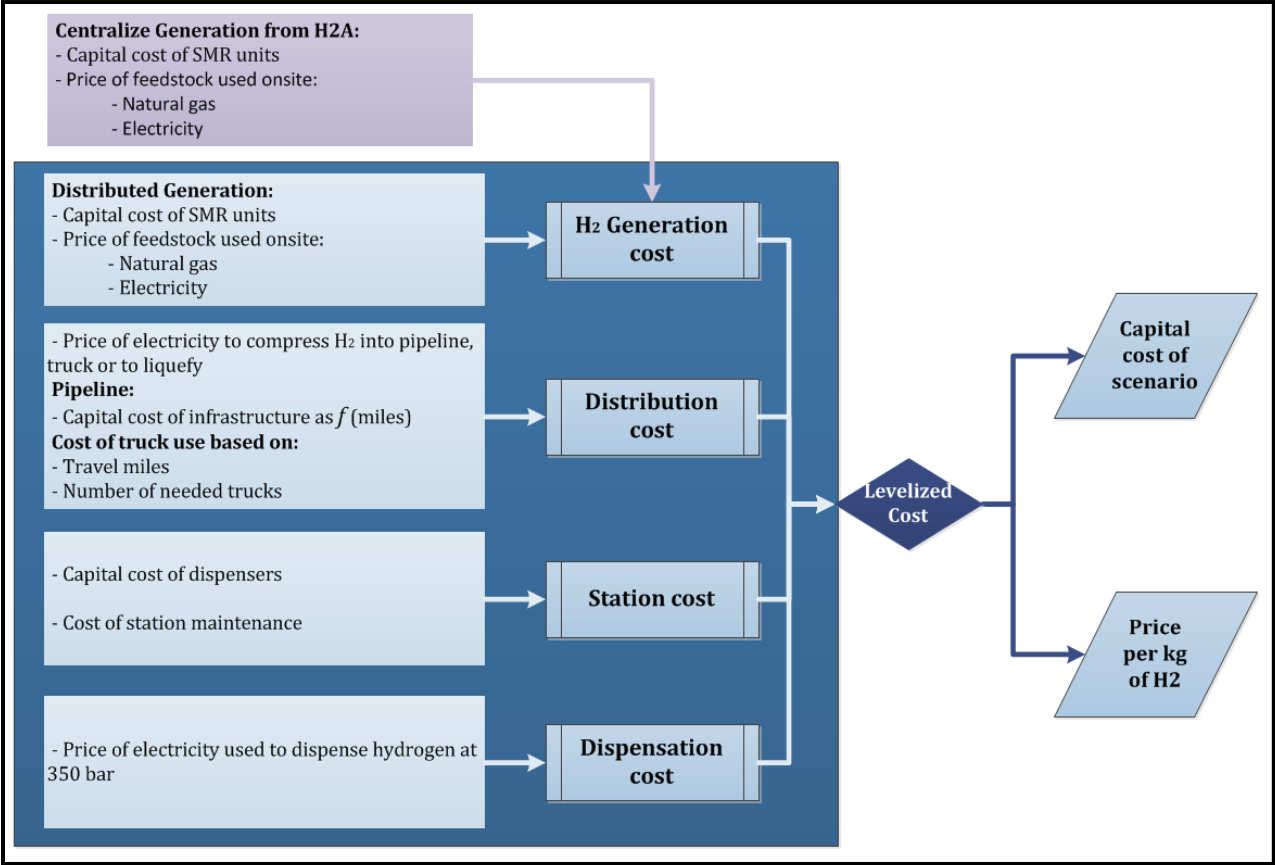 Centralize Generation from H2A:
- Capital cost of SMR units
- Price of feedstock used onsite:
- Natural gas
- Electricity
Distributed Generation:
- Capital cost of SMR units
- Price of feedstock used onsite:
- Natural gas
- Electricity
H2 Generation
cost
- Price of electricity to compress H2 into pipeline,
truck or to liquefy
Pipeline:
- Capital cost of infrastructure as f (miles)
Cost of truck use based on:
- Travel miles
- Number of needed trucks
Distribution
cost
- Capital cost of dispensers
- Cost of station maintenance
Station cost
- Price of electricity used to dispense hydrogen at
350 bar
Dispensation
cost
Levelized
Cost
Capital
cost of
scenario
Price
per kg
of H2